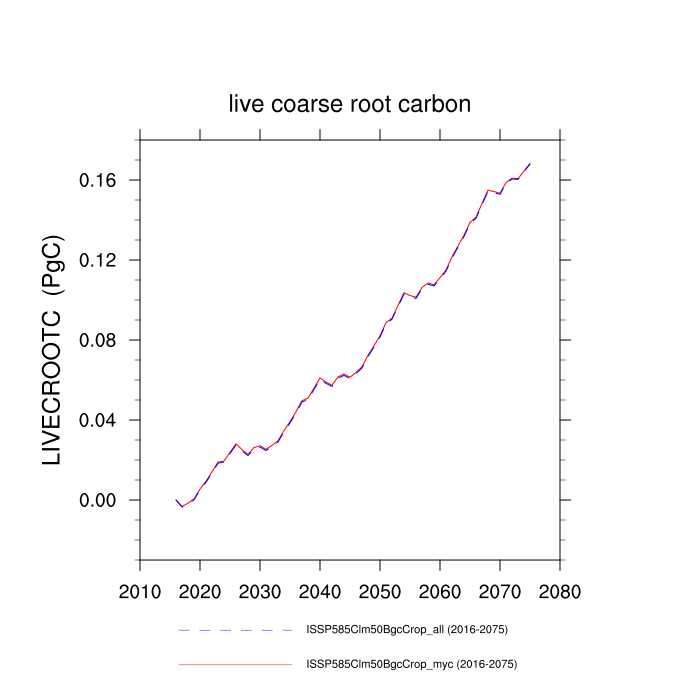 live coarse root carbon
LIVECROOTC (PgC)
0.16
0.12
0.08
0.04
0.00
2010 2020 2030 2040 2050 2060 2070 2080
ISSP585Clm50BgcCrop_all (2016-2075)
ISSP585Clm50BgcCrop_myc (2016-2075)